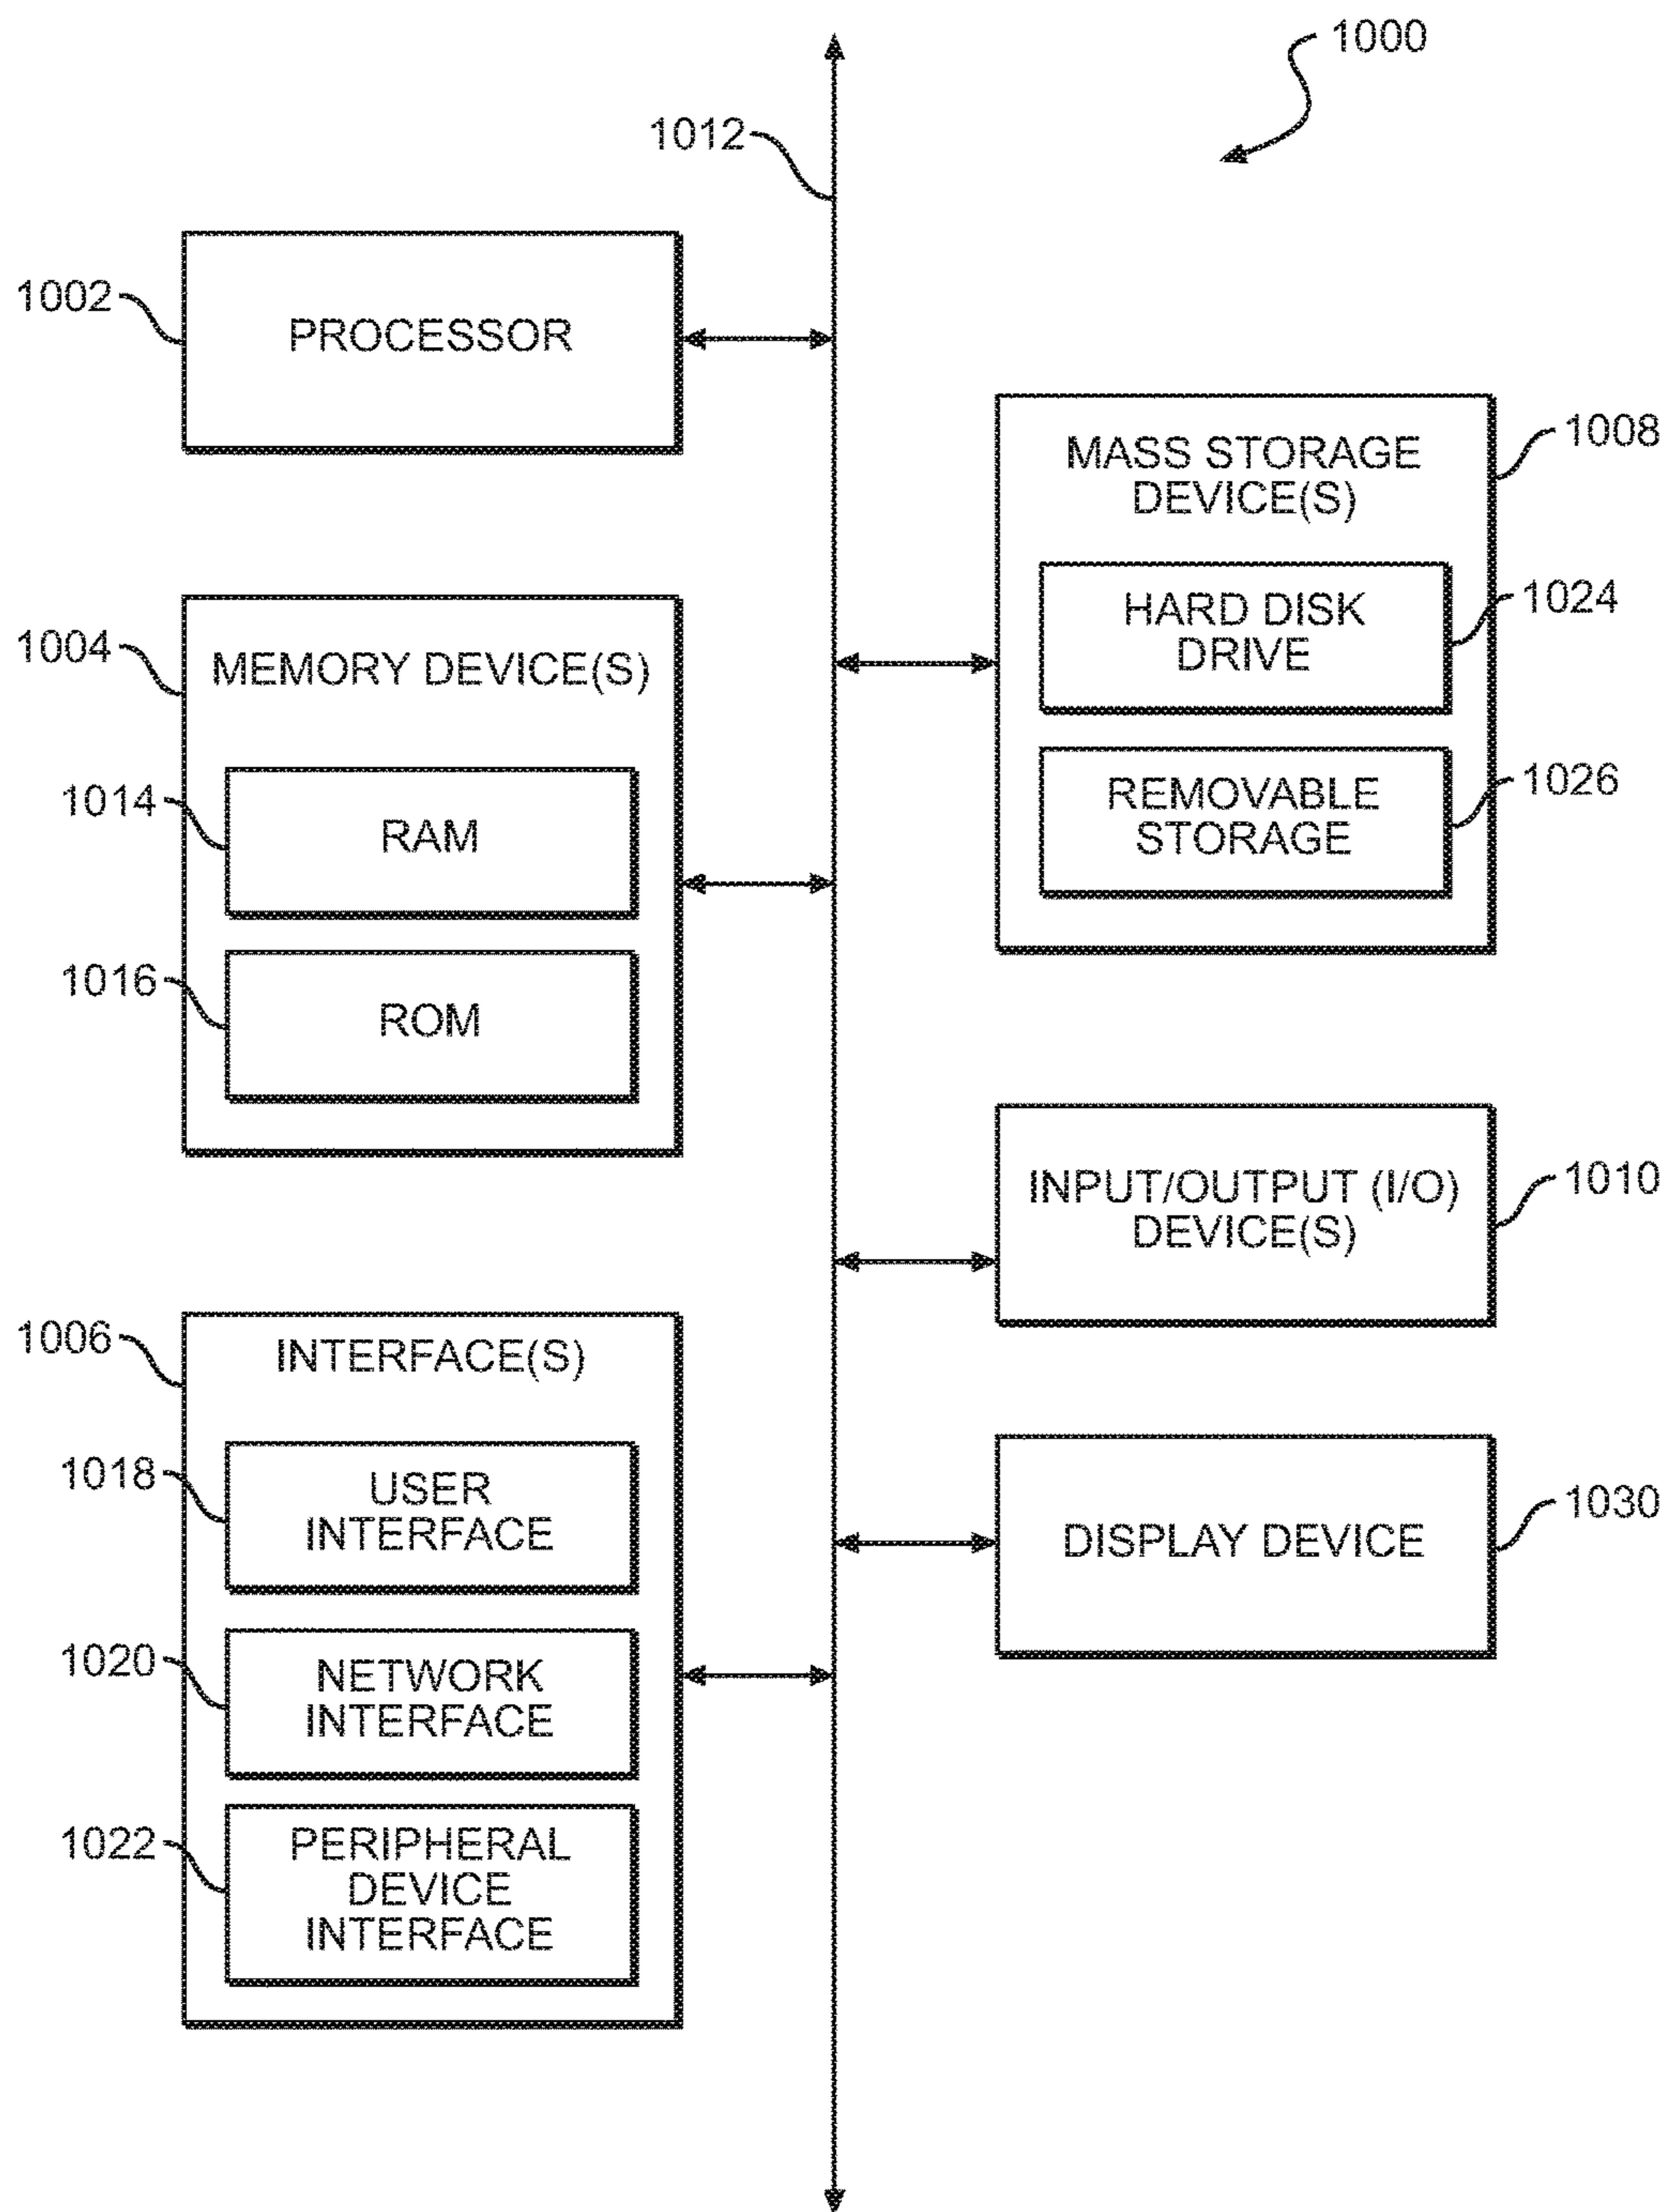 1000
1012
1002
PROCESSOR
1004
MEMORY DEVICE(S)
1014
RAM
1016
ROM
1006
INTERFACE(S)
1018
USER
INTERFACE
1020
NETWORK
INTERFACE
1022
PERIPHERAL
DEVICE
INTERFACE
MASS STORAGE
DEVICE(S)
1008
HARD DISK
DRIVE
1024
REMOVABLE
STORAGE
1026
INPUT/OUTPUT (I/O)
DEVICE(S)
1010
DISPLAY DEVICE
1030